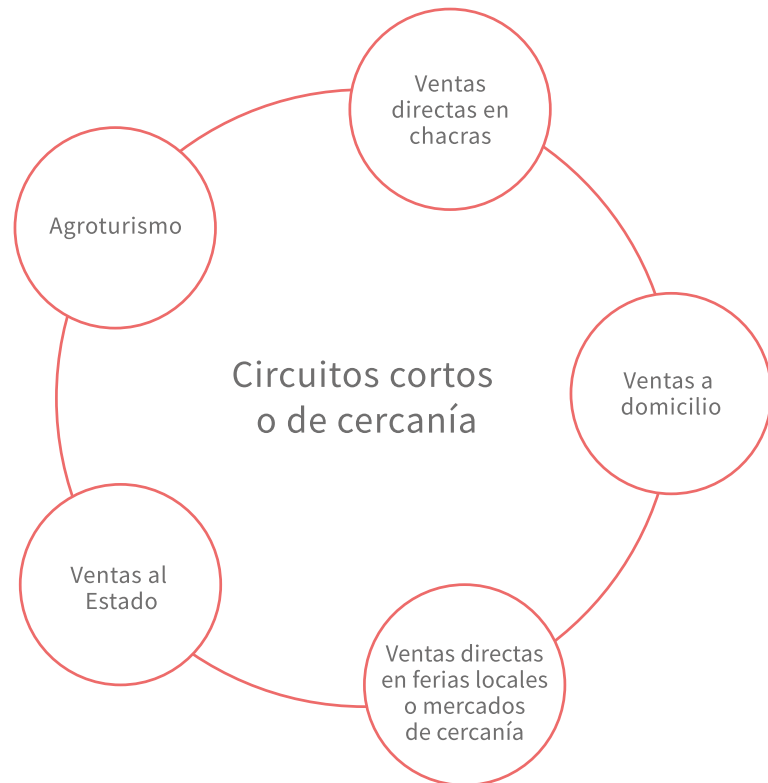 Ventas
directas en
chacras
Agroturismo
Circuitos cortos
o de cercanía
Ventas a
domicilio
Ventas al
Estado
Ventas directas
en ferias locales
o mercados
de cercanía